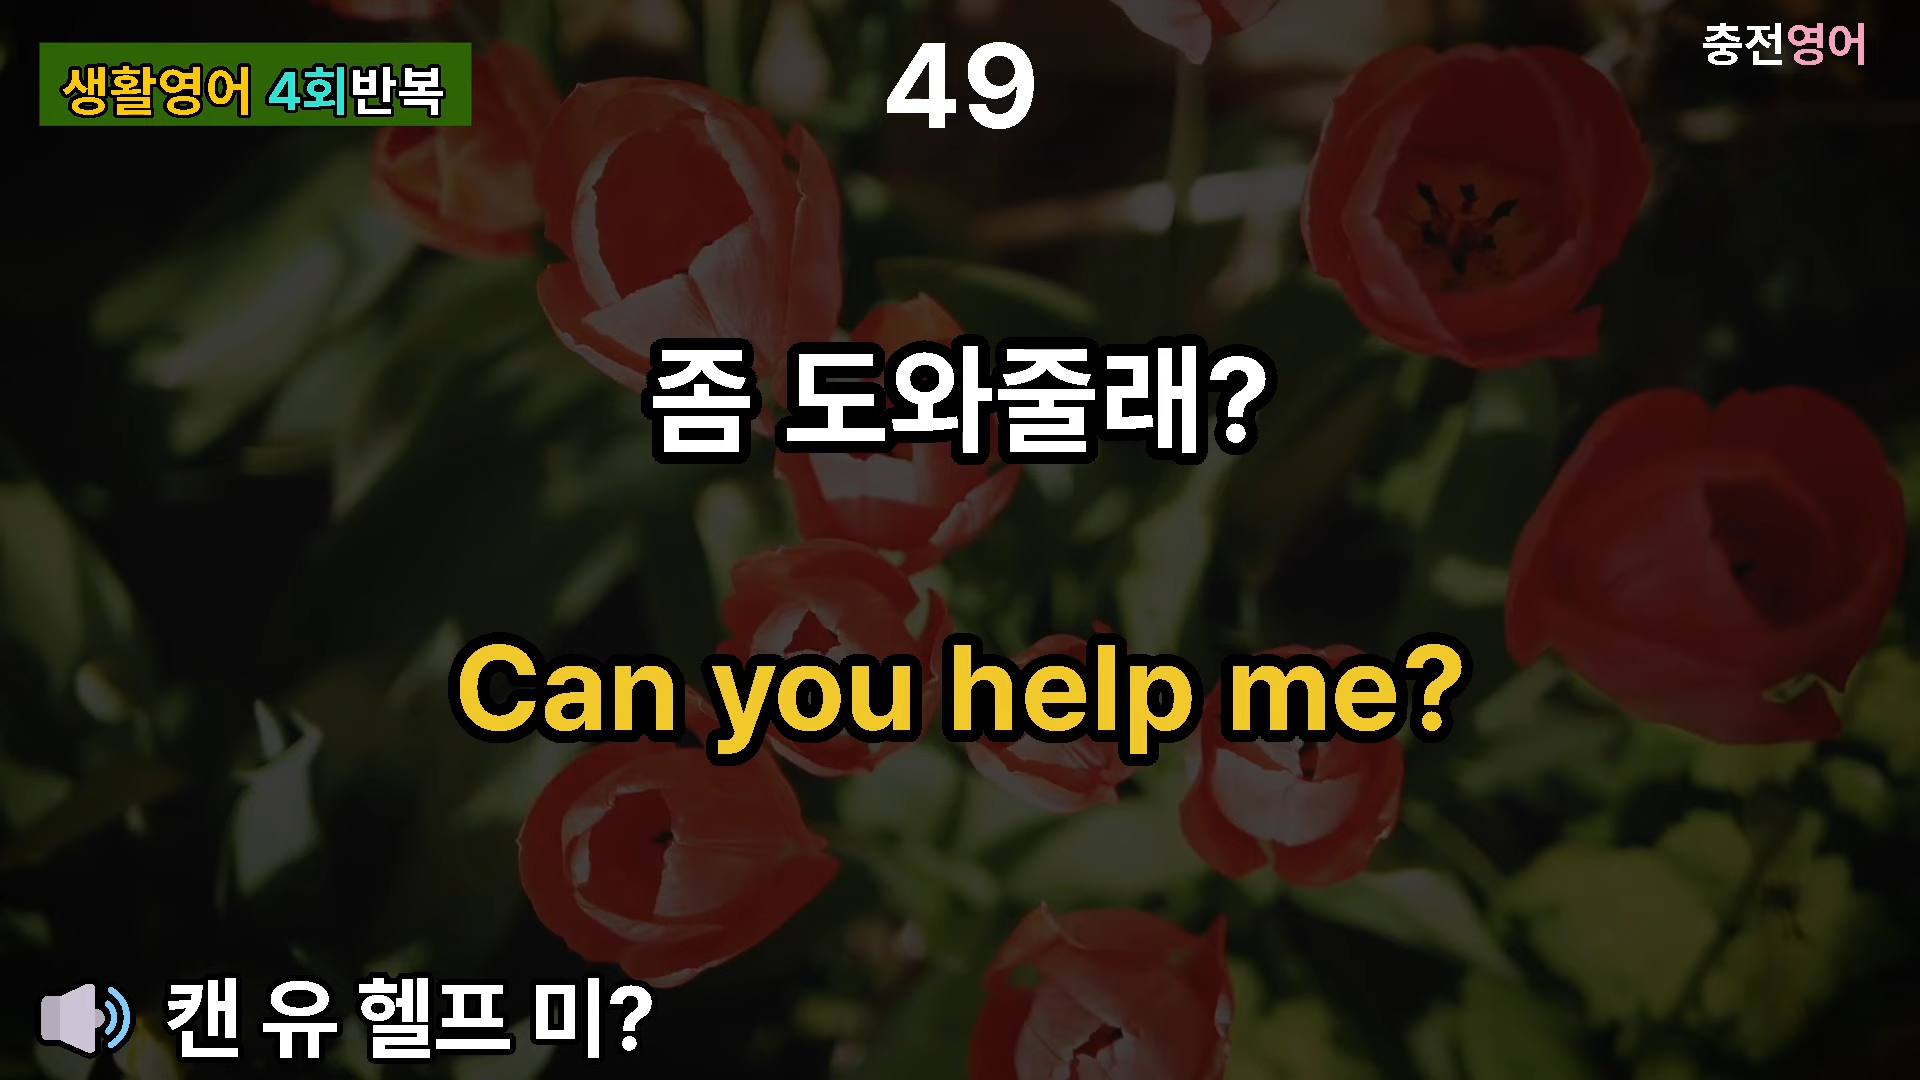 생활영어 4회반복
49
충전영어
좀 도와줄래?
Can you help me?
캔 유 헬프 미?